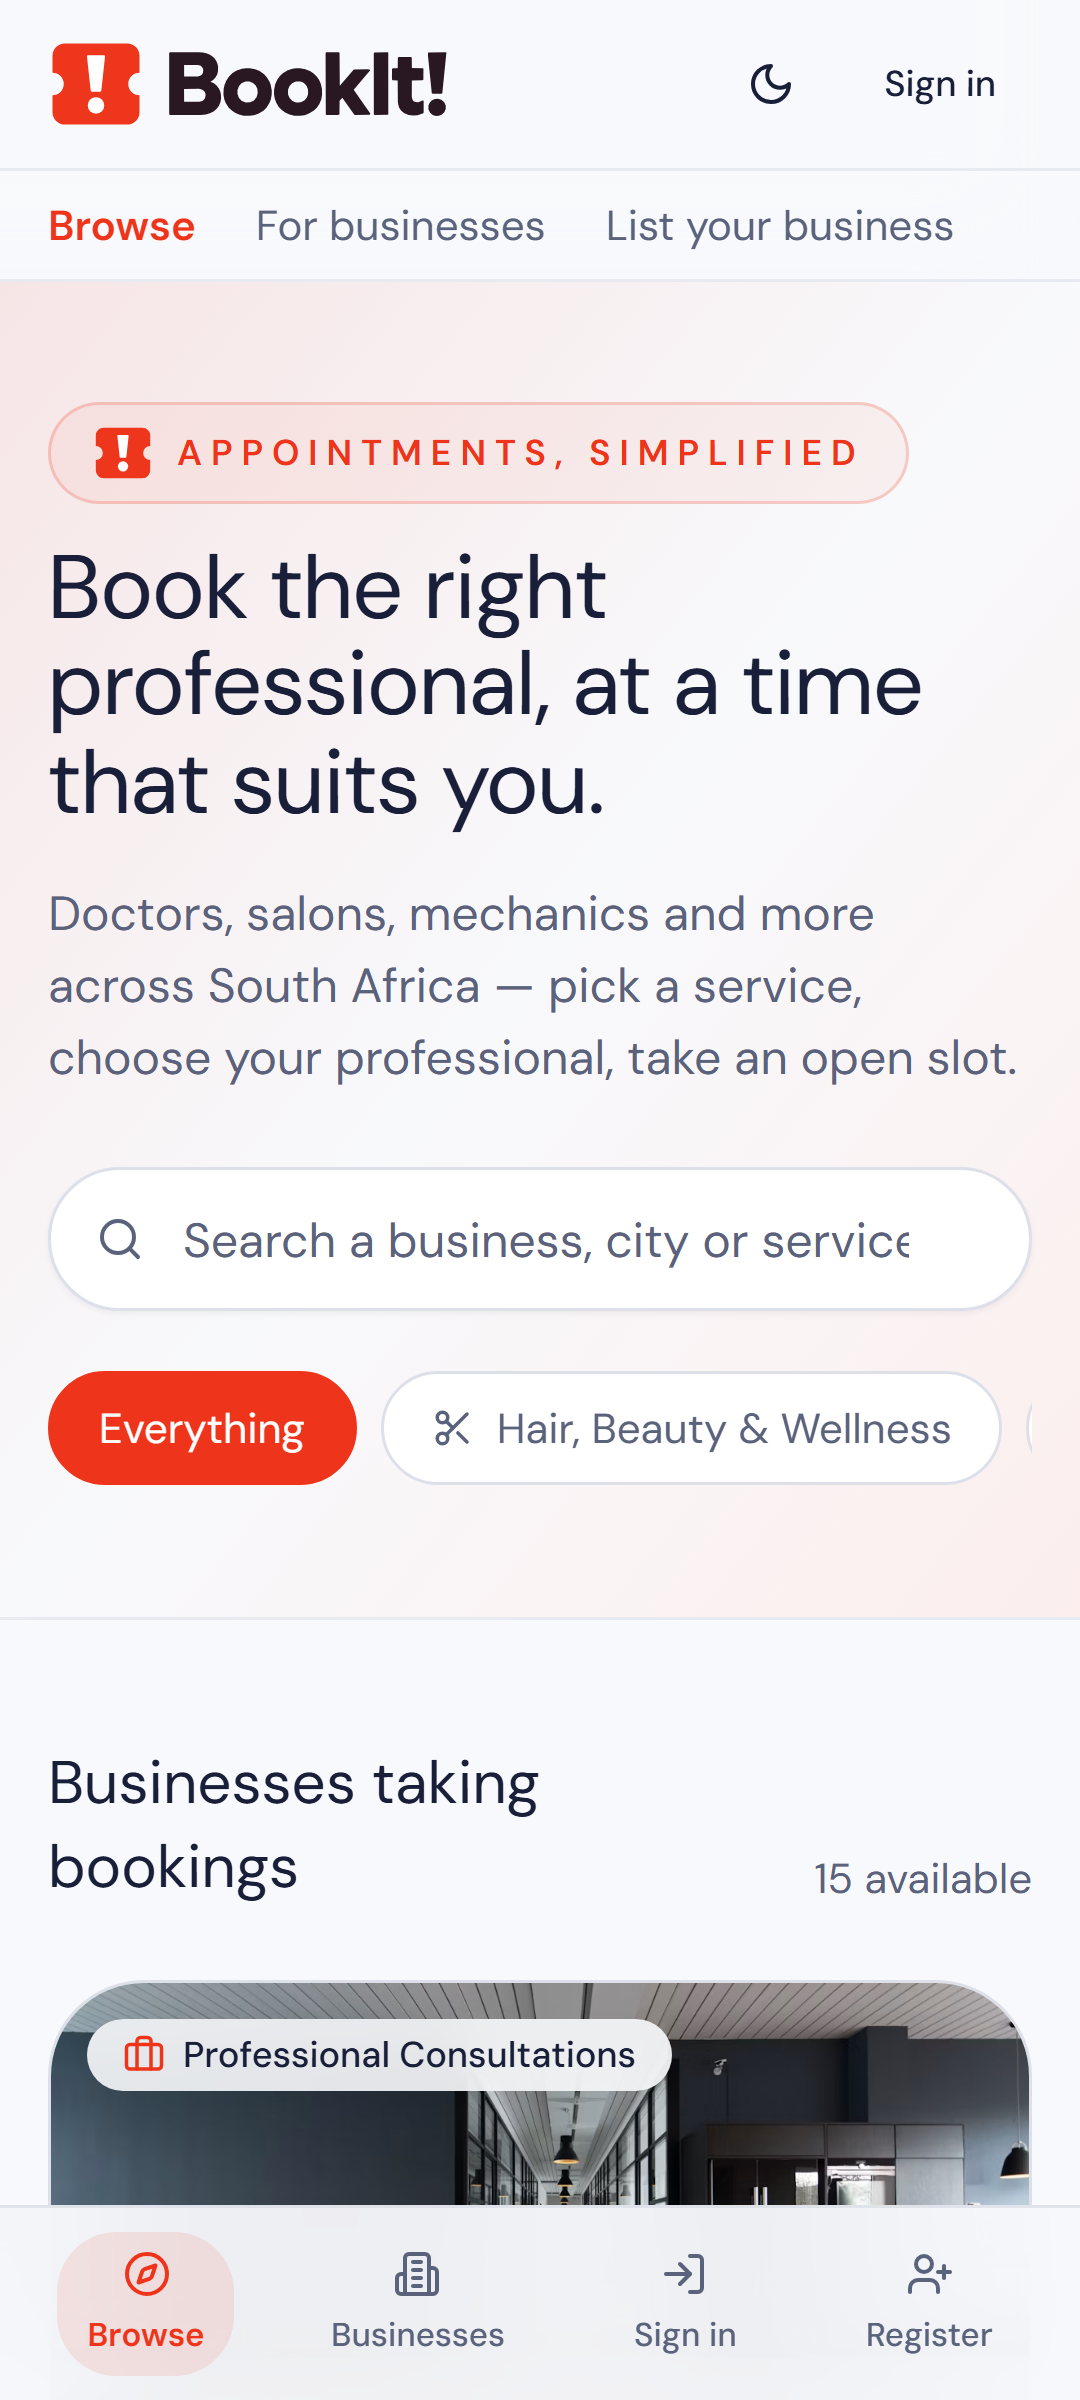 BookIt!
Sign in
Browse
For businesses
List your business
APPOINTMENTS, SIMPLIFIED
Book the right
professional, at a time
that suits you.
Doctors, salons, mechanics and more
across South Africa — pick a service,
choose your professional, take an open slot.
Search a business, city or service
Everything
Hair, Beauty & Wellness
Businesses taking
bookings
15 available
Professional Consultations
Browse
Businesses
Sign in
Register